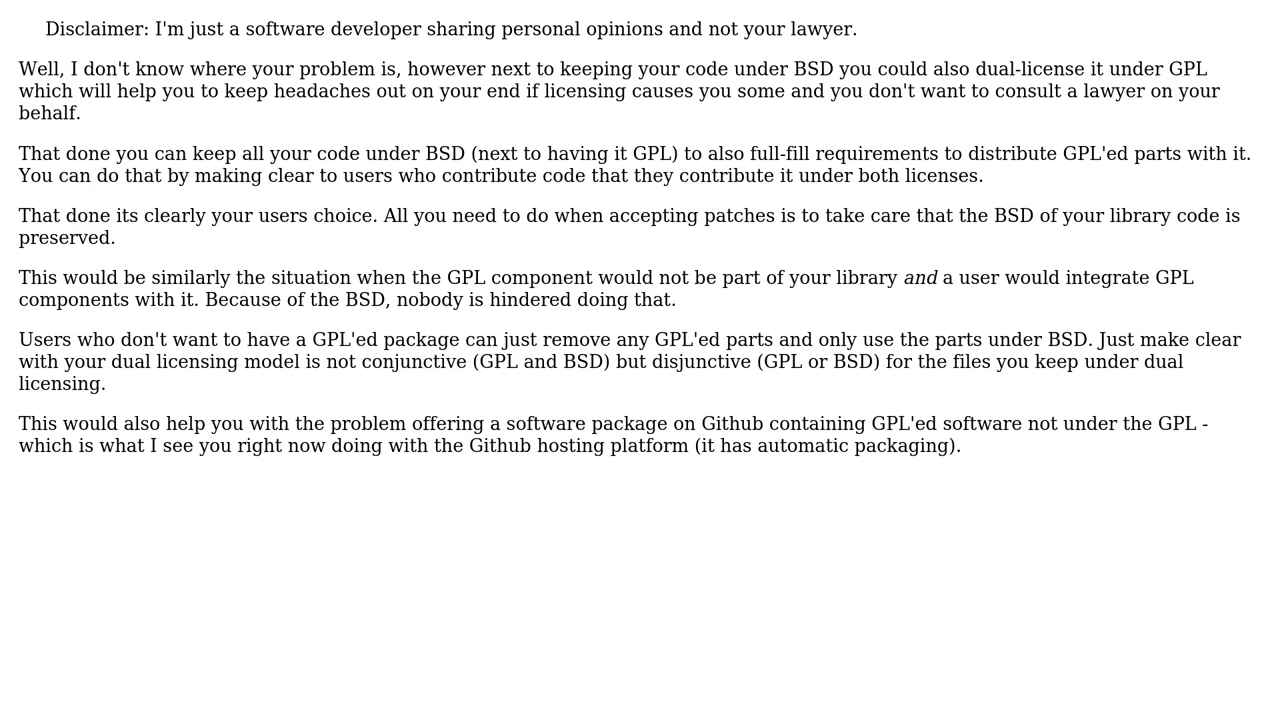 Disclaimer: I'm just a software developer sharing personal opinions and not your lawyer.
Well, I don't know where your problem is, however next to keeping your code under BSD you could also dual-license it under GPL
which will help you to keep headaches out on your end if licensing causes you some and you don't want to consult a lawyer on your
behalf.
That done you can keep all your code under BSD (next to having it GPL) to also full-fill requirements to distribute GPL'ed parts with it.
You can do that by making clear to users who contribute code that they contribute it under both licenses.
That done its clearly your users choice. All you need to do when accepting patches is to take care that the BSD of your library code is
preserved.
This would be similarly the situation when the GPL component would not be part of your library and a user would integrate GPL
components with it. Because of the BSD, nobody is hindered doing that.
Users who don't want to have a GPL'ed package can just remove any GPL'ed parts and only use the parts under BSD. Just make clear
with your dual licensing model is not conjunctive (GPL and BSD) but disjunctive (GPL or BSD) for the files you keep under dual
licensing.
This would also help you with the problem offering a software package on Github containing GPL'ed software not under the GPL -
which is what I see you right now doing with the Github hosting platform (it has automatic packaging).